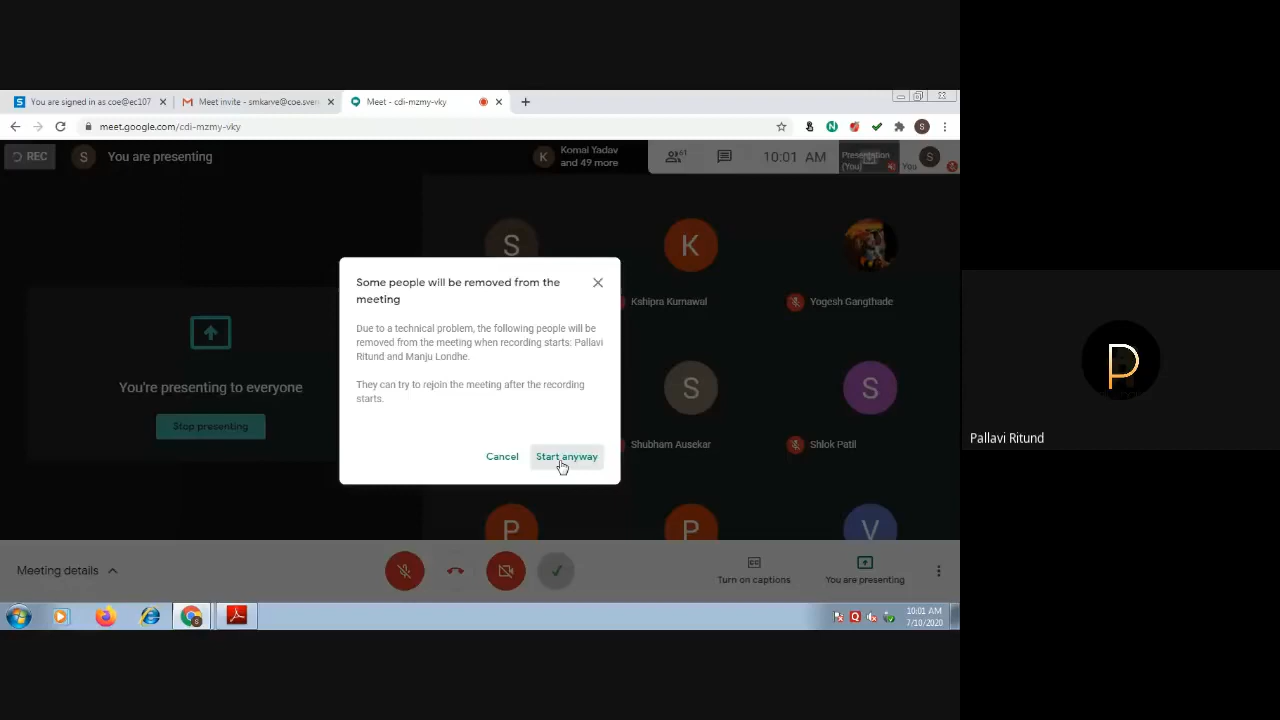 You are signed in as coe@ec107
Meet invite - smkarve@coe.sven
Meet - cdi-mzmy-vky
meet.google.com/cdi-mzmy-vky
S
REC
S
You are presenting
K
Komal Yadav
and 49 more
61
10:01 AM
Presentation
(You)
You
S
S
K
Kshipra Kurnawal
Yogesh Gangthade
Some people will be removed from the
meeting
Due to a technical problem, the following people will be
removed from the meeting when recording starts: Pallavi
Ritund and Manju Londhe.
They can try to rejoin the meeting after the recording
starts.
Cancel
Start anyway
You're presenting to everyone
Stop presenting
S
S
Shubham Ausekar
Shlok Patil
P
P
V
Meeting details
Turn on captions
You are presenting
10:01 AM
7/10/2020
P
Pallavi Ritund